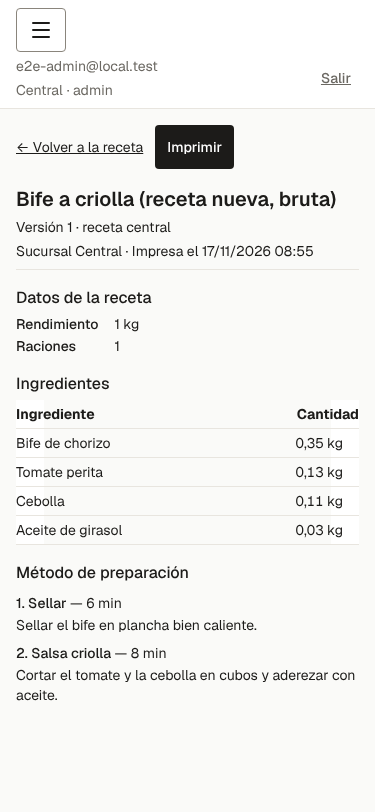 e2e-admin@local.test
Central · admin
Salir
← Volver a la receta
Imprimir
Bife a criolla (receta nueva, bruta)
Versión 1 · receta central
Sucursal Central · Impresa el 17/11/2026 08:55
Datos de la receta
Rendimiento 1 kg
Raciones 1
Ingredientes
Ingrediente Cantidad
Bife de chorizo 0,35 kg
Tomate perita 0,13 kg
Cebolla 0,11 kg
Aceite de girasol 0,03 kg
Método de preparación
1. Sellar — 6 min
Sellar el bife en plancha bien caliente.
2. Salsa criolla — 8 min
Cortar el tomate y la cebolla en cubos y aderezar con
aceite.